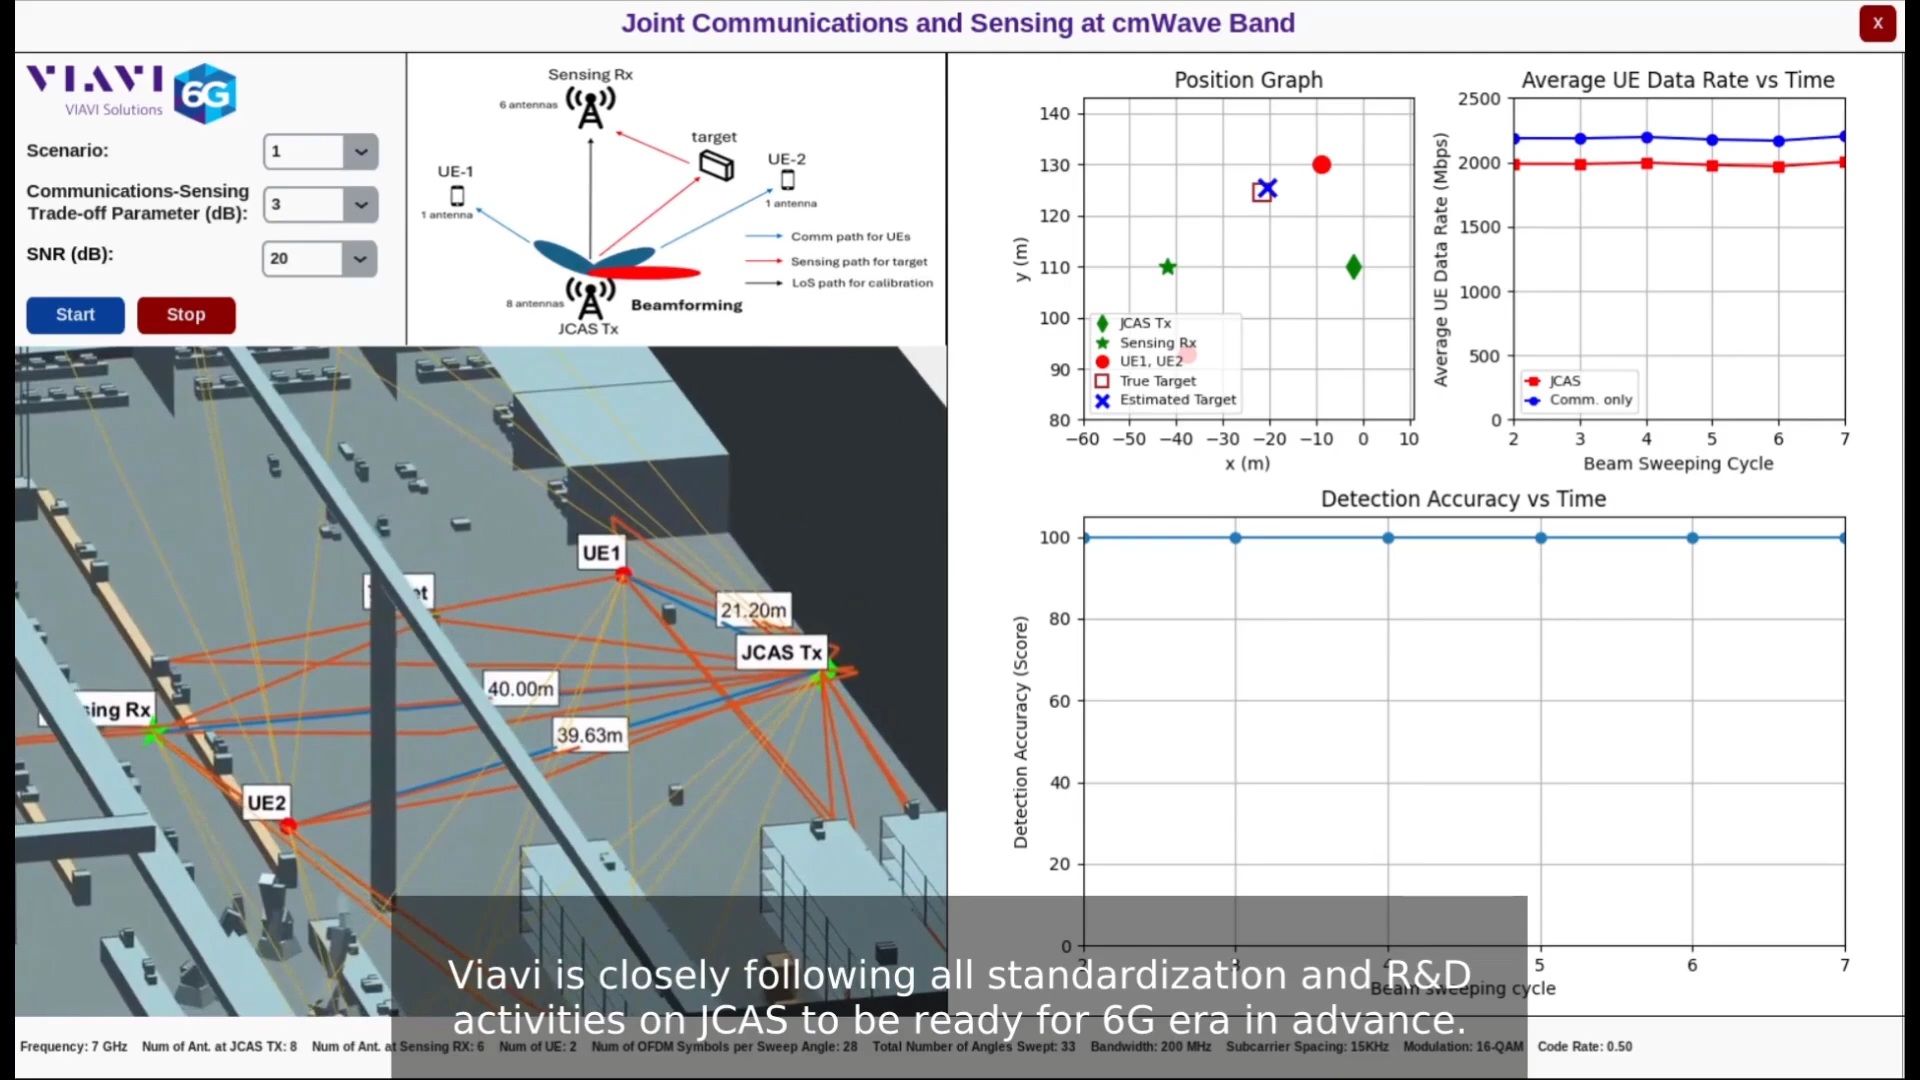 Joint Communications and Sensing at cmWave Band
X
VIAVI
VIAVI Solutions
6G
Scenario:
1
Communications-Sensing
Trade-off Parameter (dB):
3
SNR (dB):
20
Start
Stop
Sensing Rx
6 antennas
target
UE-1
1 antenna
UE-2
1 antenna
Comm path for UEs
Sensing path for target
LoS path for calibration
8 antennas
Beamforming
JCAS Tx
Position Graph
140
130
120
110
100
90
80
y (m)
JCAS Tx
Sensing Rx
UE1, UE2
True Target
Estimated Target
−60 −50 −40 −30 −20 −10 0 10
x (m)
Average UE Data Rate vs Time
2500
2000
1500
1000
500
0
Average UE Data Rate (Mbps)
JCAS
Comm. only
2 3 4 5 6 7
Beam Sweeping Cycle
UE1
21.20m
JCAS Tx
40.00m
sing Rx
39.63m
UE2
Detection Accuracy vs Time
100
80
60
40
20
0
Detection Accuracy (Score)
2 3 4 5 6 7
Beam sweeping cycle
Viavi is closely following all standardization and R&D
activities on JCAS to be ready for 6G era in advance.
Frequency: 7 GHz Num of Ant. at JCAS TX: 8 Num of Ant. at Sensing RX: 6 Num of UE: 2 Num of OFDM Symbols per Sweep Angle: 28 Total Number of Angles Swept: 33 Bandwidth: 200 MHz Subcarrier Spacing: 15KHz Modulation: 16-QAM Code Rate: 0.50